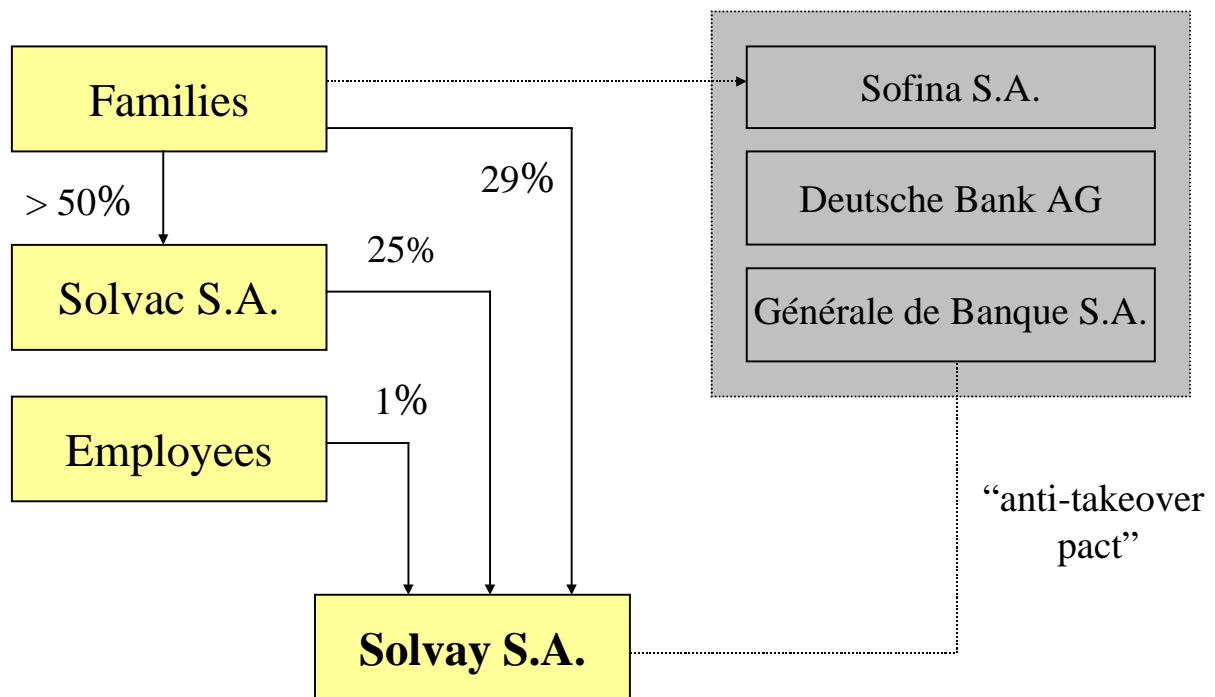 Families
Sofina S.A.
29%
> 50%
Deutsche Bank AG
25%
Solvac S.A.
Générale de Banque S.A.
1%
Employees
“anti-takeover
pact”
Solvay S.A.